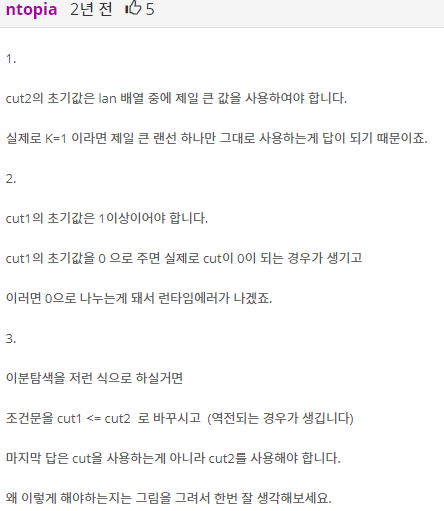 ntopia 2년 전 5
1.
cut2의 초기값은 lan 배열 중에 제일 큰 값을 사용하여야 합니다.
실제로 K=1 이라면 제일 큰 랜선 하나만 그대로 사용하는게 답이 되기 때문이죠.
2.
cut1의 초기값은 1이상이어야 합니다.
cut1의 초기값을 0 으로 주면 실제로 cut이 0이 되는 경우가 생기고
이러면 0으로 나누는게 돼서 런타임에러가 나겠죠.
3.
이분탐색을 저런 식으로 하실거면
조건문을 cut1 <= cut2 로 바꾸시고 (역전되는 경우가 생깁니다)
마지막 답은 cut을 사용하는게 아니라 cut2를 사용해야 합니다.
왜 이렇게 해야하는지는 그림을 그려서 한번 잘 생각해보세요.